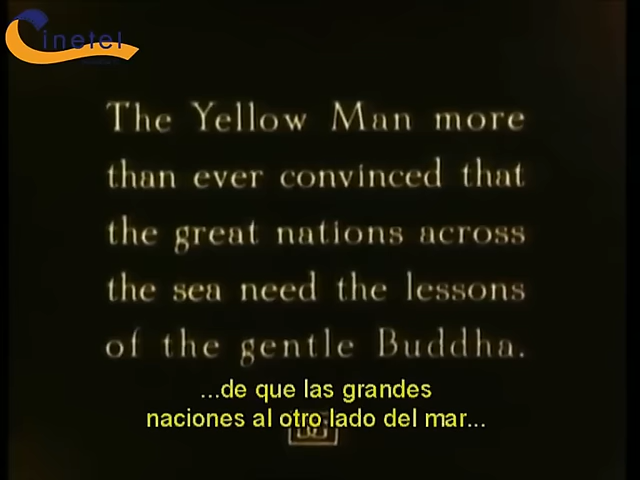 Cinetel
The Yellow Man more
than ever convinced that
the great nations across
the sea need the lessons
of the gentle Buddha.
...de que las grandes
naciones al otro lado del mar...